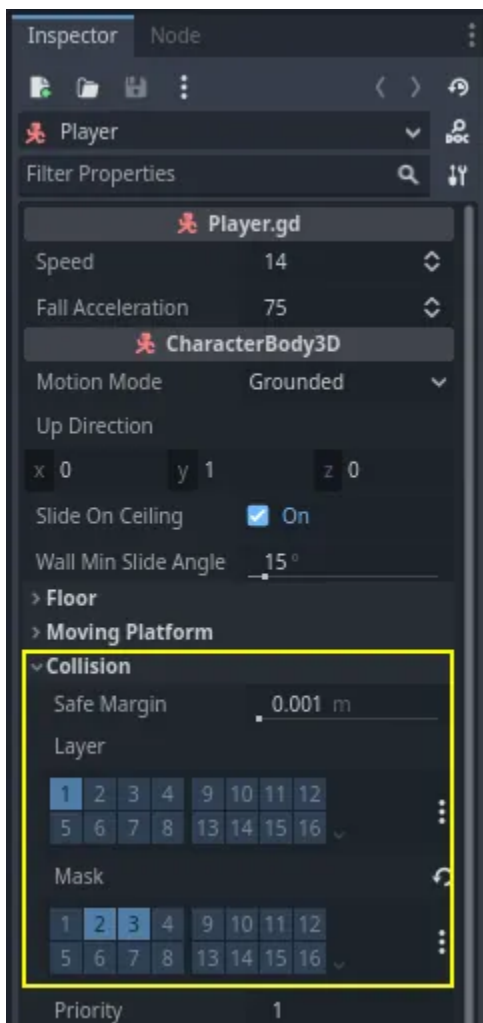 Inspector Node
Player
DOC
Filter Properties
Player.gd
Speed 14
Fall Acceleration 75
CharacterBody3D
Motion Mode Grounded
Up Direction
x 0 y 1 z 0
Slide On Ceiling On
Wall Min Slide Angle 15 °
Floor
Moving Platform
Collision
Safe Margin 0.001 m
Layer
1 2 3 4 9 10 11 12
5 6 7 8 13 14 15 16
Mask
1 2 3 4 9 10 11 12
5 6 7 8 13 14 15 16
Priority 1